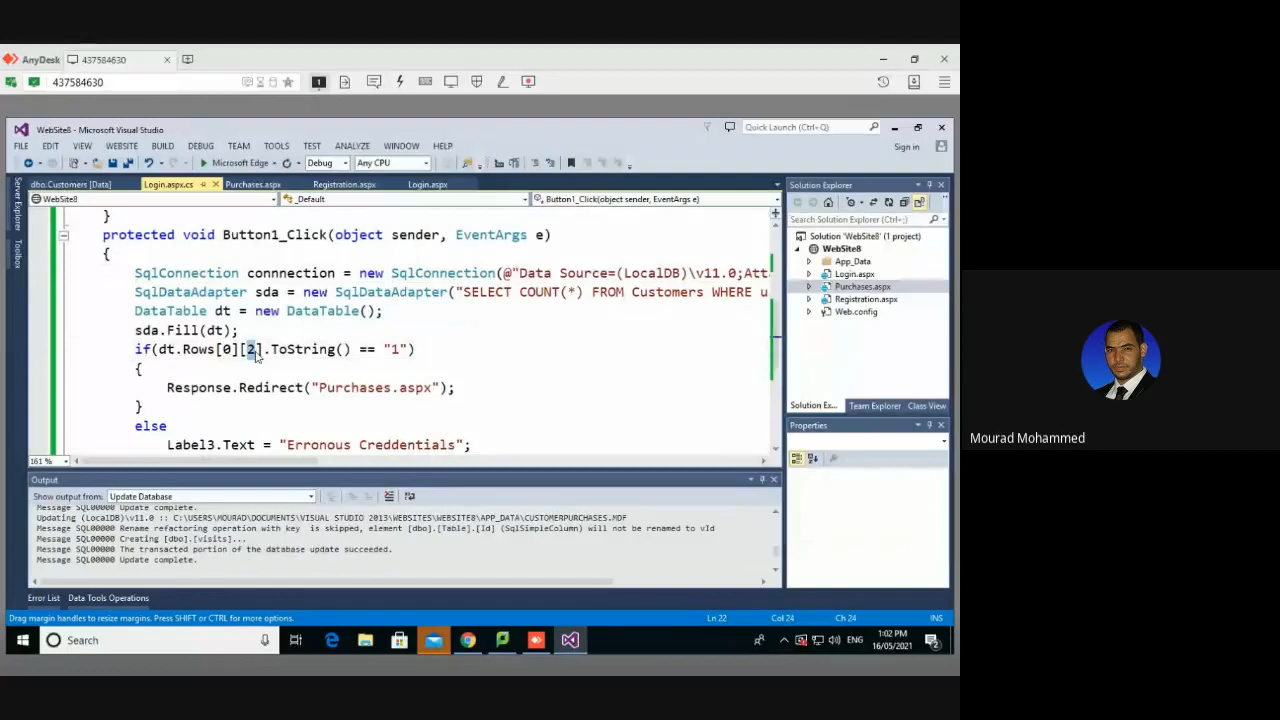 AnyDesk 437584630
437584630
WebSite8 - Microsoft Visual Studio
Quick Launch (Ctrl+Q)
FILE EDIT VIEW WEBSITE BUILD DEBUG TEAM TOOLS TEST ANALYZE WINDOW HELP
Sign in
Microsoft Edge Debug Any CPU
dbo.Customers [Data] Login.aspx.cs Purchases.aspx Registration.aspx Login.aspx
WebSite8 _Default Button1_Click(object sender, EventArgs e)
Server Explorer
Toolbox
}
protected void Button1_Click(object sender, EventArgs e)
{
SqlConnection connnection = new SqlConnection(@"Data Source=(LocalDB)\v11.0;Att
SqlDataAdapter sda = new SqlDataAdapter("SELECT COUNT(*) FROM Customers WHERE u
DataTable dt = new DataTable();
sda.Fill(dt);
if(dt.Rows[0][2].ToString() == "1")
{
Response.Redirect("Purchases.aspx");
}
else
Label3.Text = "Erronous Creddentials";
161 %
Solution Explorer
Search Solution Explorer (Ctrl+;)
Solution 'WebSite8' (1 project)
WebSite8
App_Data
Login.aspx
Purchases.aspx
Registration.aspx
Web.config
Solution Ex... Team Explorer Class View
Properties
Output
Show output from: Update Database
Message SQL00000 Update complete.
Updating (LocalDB)\v11.0 :: C:\USERS\MOURAD\DOCUMENTS\VISUAL STUDIO 2013\WEBSITES\WEBSITE8\APP_DATA\CUSTOMERPURCHASES.MDF
Message SQL00000 Rename refactoring operation with key  is skipped, element [dbo].[Table].[Id] (SqlSimpleColumn) will not be renamed to vId
Message SQL00000 Creating [dbo].[visits]...
Message SQL00000 The transacted portion of the database update succeeded.
Message SQL00000 Update complete.
Error List Data Tools Operations
Drag margin handles to resize margins. Press SHIFT or CTRL for more options.
Ln 22 Col 24 Ch 24 INS
Search
ENG
1:02 PM
16/05/2021
2
Mourad Mohammed